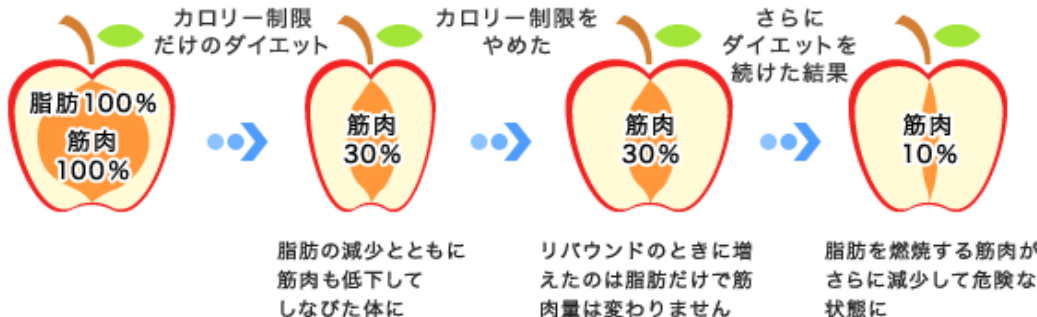 カロリー制限
だけのダイエット
カロリー制限を
やめた
さらに
ダイエットを
続けた結果
脂肪100%
筋肉
100%
筋肉
30%
筋肉
30%
筋肉
10%
脂肪の減少とともに
筋肉も低下して
しなびた体に
リバウンドのときに増
えたのは脂肪だけで筋
肉量は変わりません
脂肪を燃焼する筋肉が
さらに減少して危険な
状態に